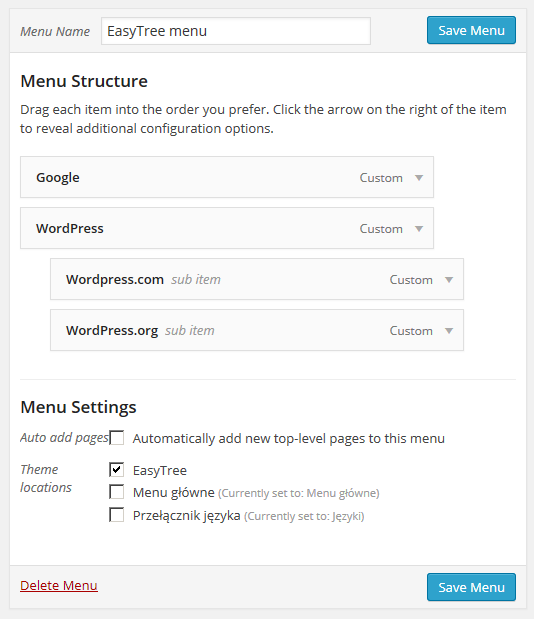 Menu Name EasyTree menu Save Menu
Menu Structure
Drag each item into the order you prefer. Click the arrow on the right of the item
to reveal additional configuration options.
Google Custom
WordPress Custom
Wordpress.com sub item Custom
WordPress.org sub item Custom
Menu Settings
Auto add pages Automatically add new top-level pages to this menu
Theme locations EasyTree
Menu główne (Currently set to: Menu główne)
Przełącznik języka (Currently set to: Języki)
Delete Menu Save Menu